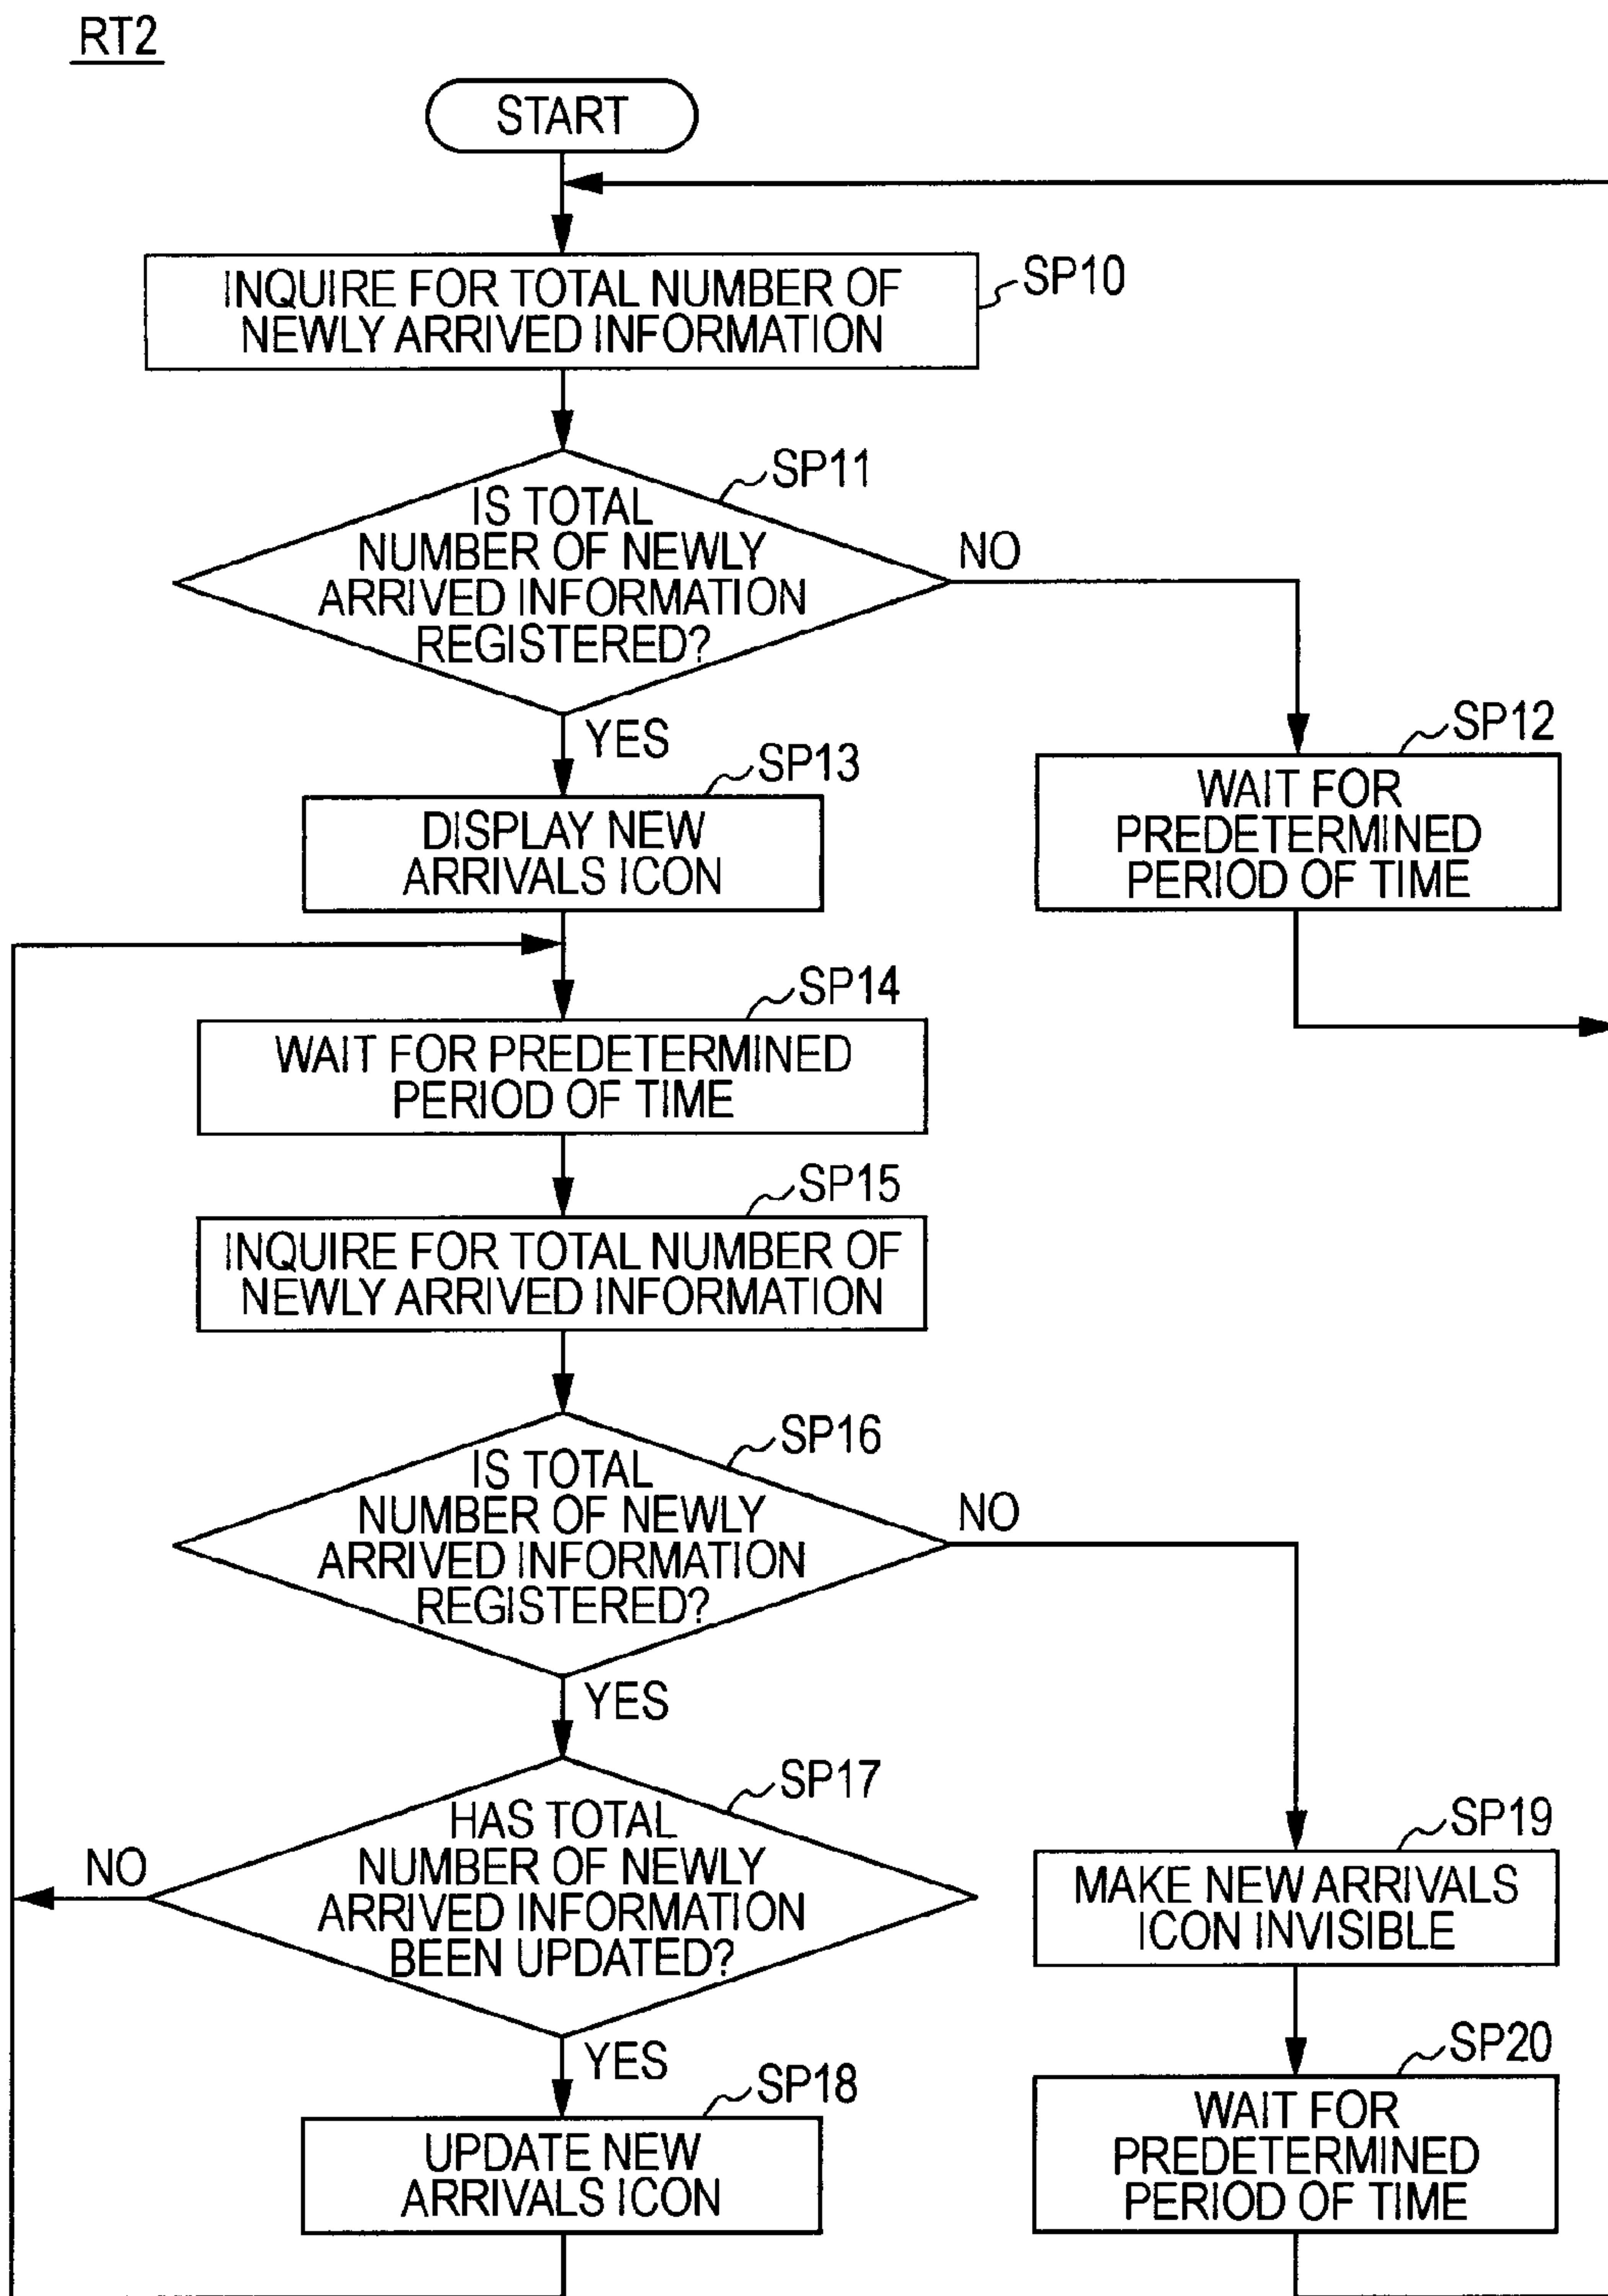 RT2
START
INQUIRE FOR TOTAL NUMBER OF
NEWLY ARRIVED INFORMATION
SP10
SP11
IS TOTAL
NUMBER OF NEWLY
ARRIVED INFORMATION
REGISTERED?
NO
YES
SP12
WAIT FOR
PREDETERMINED
PERIOD OF TIME
SP13
DISPLAY NEW
ARRIVALS ICON
SP14
WAIT FOR PREDETERMINED
PERIOD OF TIME
SP15
INQUIRE FOR TOTAL NUMBER OF
NEWLY ARRIVED INFORMATION
SP16
IS TOTAL
NUMBER OF NEWLY
ARRIVED INFORMATION
REGISTERED?
NO
YES
SP17
HAS TOTAL
NUMBER OF NEWLY
ARRIVED INFORMATION
BEEN UPDATED?
NO
YES
SP18
UPDATE NEW
ARRIVALS ICON
SP19
MAKE NEW ARRIVALS
ICON INVISIBLE
SP20
WAIT FOR
PREDETERMINED
PERIOD OF TIME